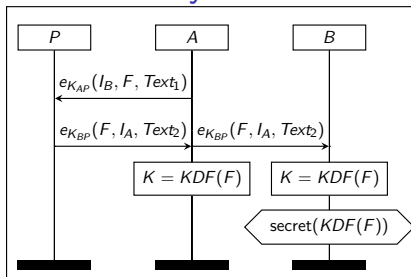 P A B
e_{K_{AP}}(I_B, F, Text_1)
e_{K_{BP}}(F, I_A, Text_2) e_{K_{BP}}(F, I_A, Text_2)
K = KDF(F) K = KDF(F)
secret(KDF(F))